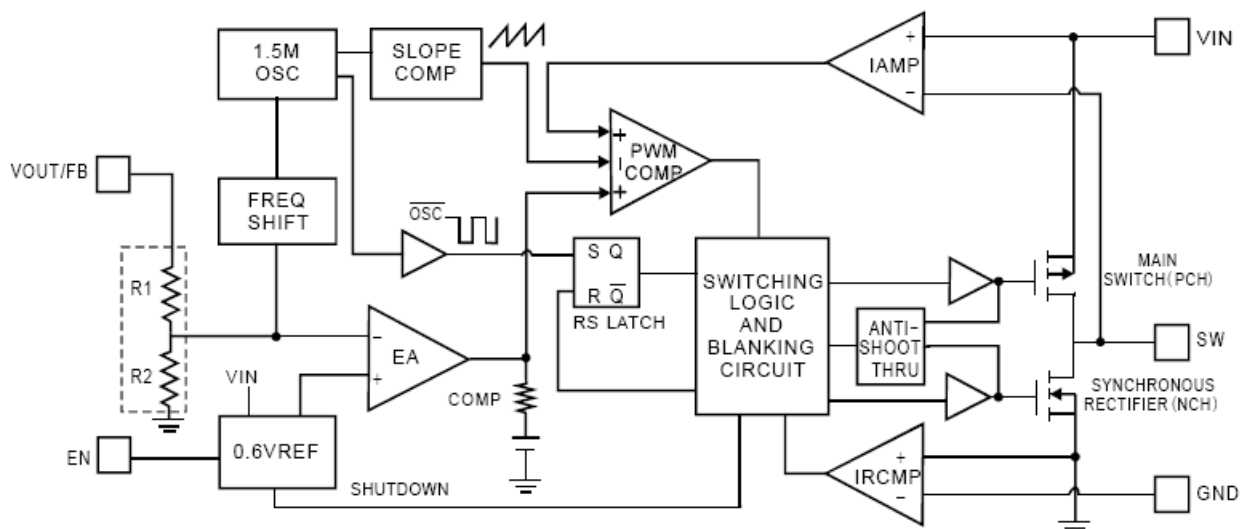 1.5M
OSC
SLOPE
COMP
+
IAMP
−
VIN
VOUT/FB
FREQ
SHIFT
+
PWM
I
COMP
+
OSC
R1
S Q
R Q
RS LATCH
SWITCHING
LOGIC
AND
BLANKING
CIRCUIT
MAIN
SWITCH(PCH)
ANTI-
SHOOT
THRU
SW
−
EA
+
R2
VIN
COMP
SYNCHRONOUS
RECTIFIER(NCH)
EN
0.6VREF
SHUTDOWN
+
IRCMP
−
GND